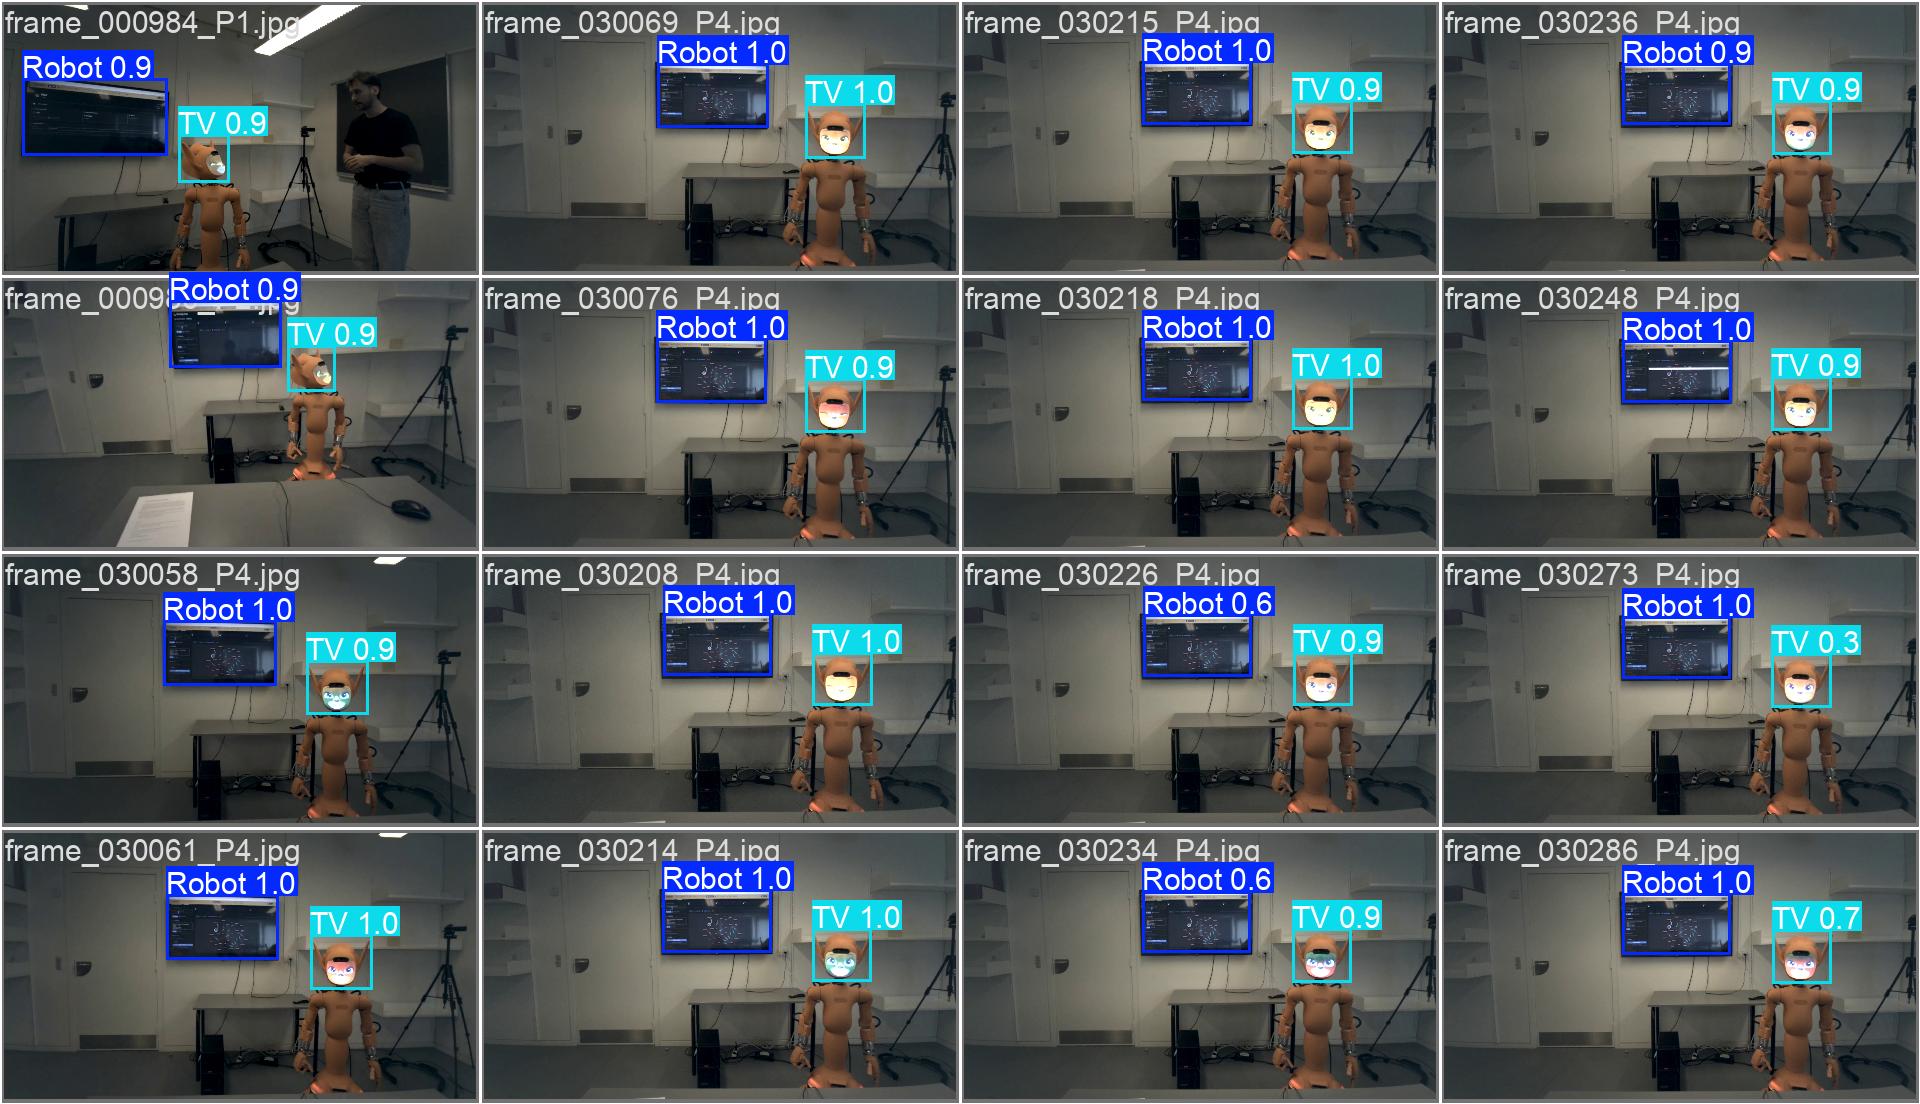 frame_000984_P1.jpg
Robot 0.9
TV 0.9
frame_030069_P4.jpg
Robot 1.0
TV 1.0
frame_030215_P4.jpg
Robot 1.0
TV 0.9
frame_030236_P4.jpg
Robot 0.9
TV 0.9
Robot 0.9
TV 0.9
frame_030076_P4.jpg
Robot 1.0
TV 0.9
frame_030218_P4.jpg
Robot 1.0
TV 1.0
frame_030248_P4.jpg
Robot 1.0
TV 0.9
frame_030058_P4.jpg
Robot 1.0
TV 0.9
frame_030208_P4.jpg
Robot 1.0
TV 1.0
frame_030226_P4.jpg
Robot 0.6
TV 0.9
frame_030273_P4.jpg
Robot 1.0
TV 0.3
frame_030061_P4.jpg
Robot 1.0
TV 1.0
frame_030214_P4.jpg
Robot 1.0
TV 1.0
frame_030234_P4.jpg
Robot 0.6
TV 0.9
frame_030286_P4.jpg
Robot 1.0
TV 0.7